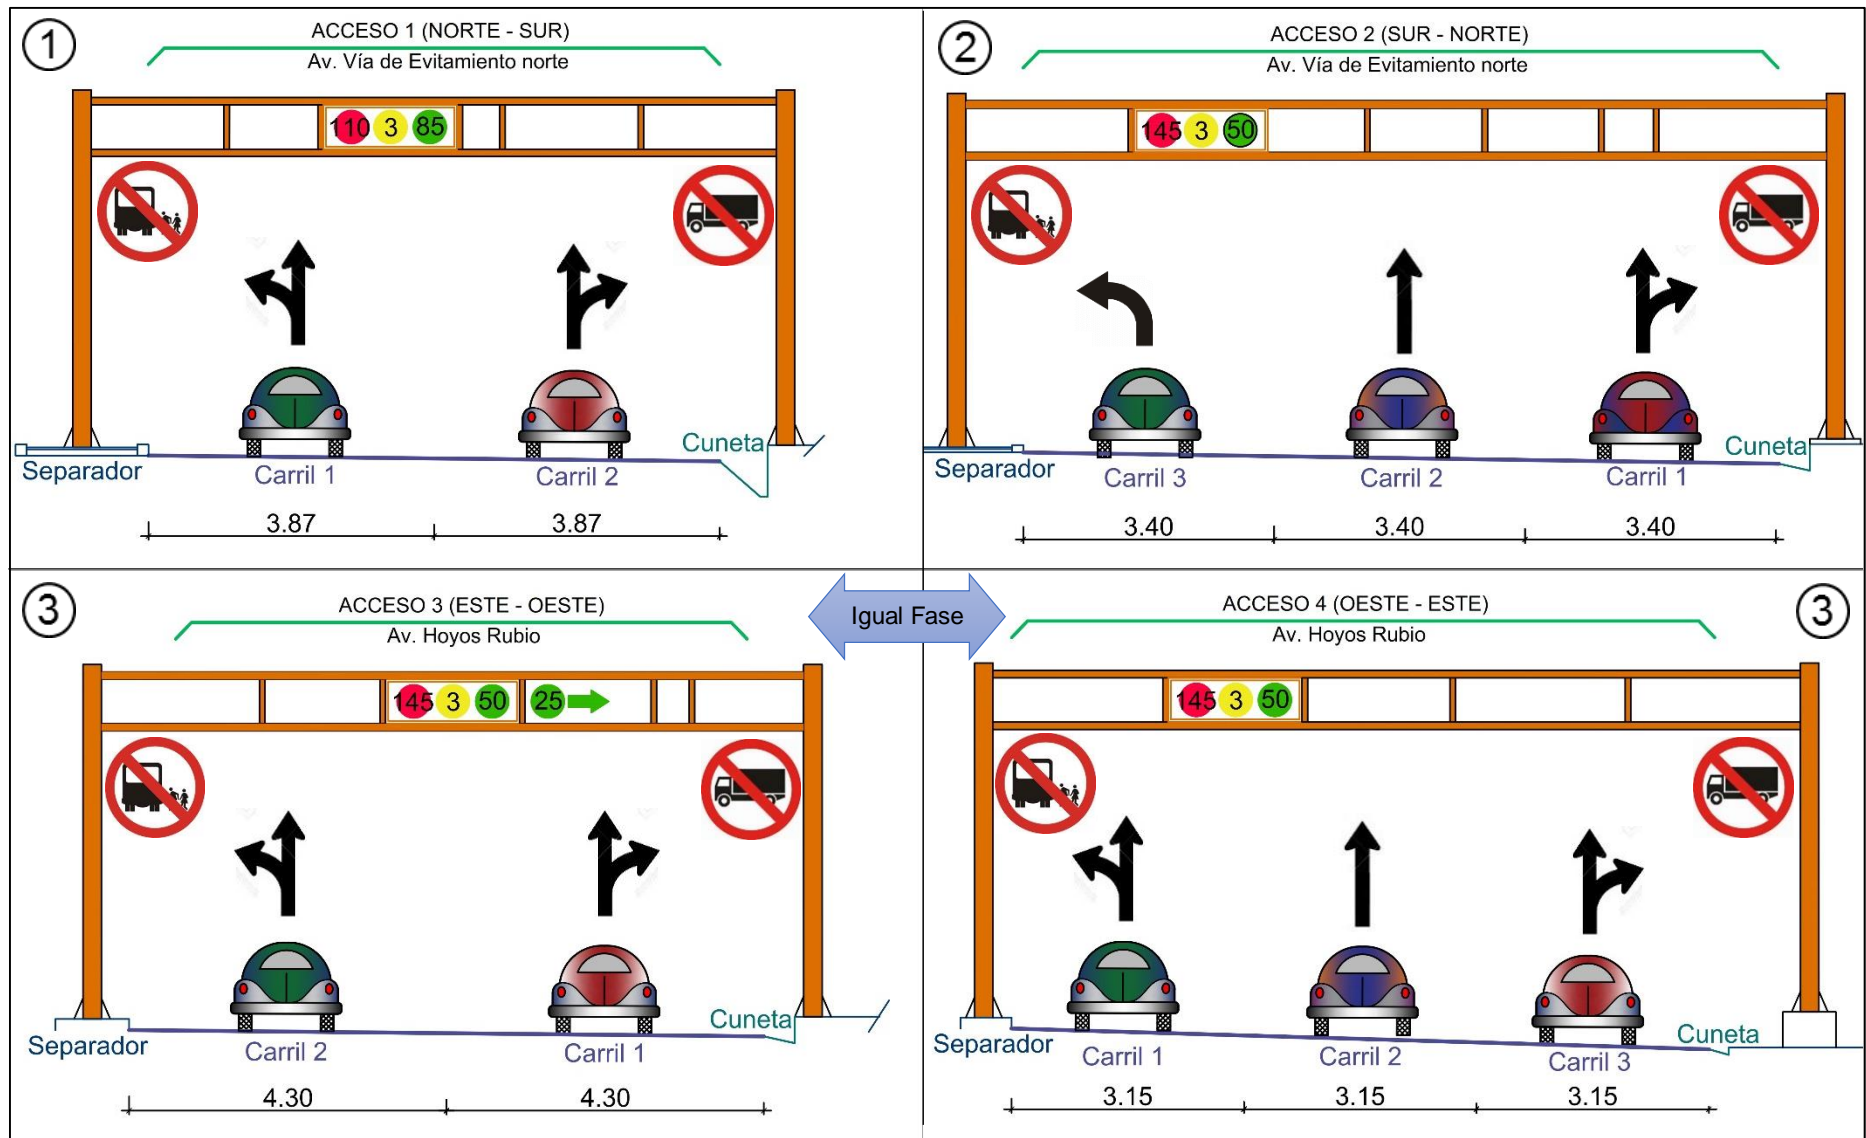 1
ACCESO 1 (NORTE - SUR)
Av. Vía de Evitamiento norte
110 3 85
Separador
Carril 1
Carril 2
Cuneta
3.87
3.87
2
ACCESO 2 (SUR - NORTE)
Av. Vía de Evitamiento norte
145 3 50
Separador
Carril 3
Carril 2
Carril 1
Cuneta
3.40
3.40
3.40
Igual Fase
3
ACCESO 3 (ESTE - OESTE)
Av. Hoyos Rubio
145 3 50 25
Separador
Carril 2
Carril 1
Cuneta
4.30
4.30
3
ACCESO 4 (OESTE - ESTE)
Av. Hoyos Rubio
145 3 50
Separador
Carril 1
Carril 2
Carril 3
Cuneta
3.15
3.15
3.15